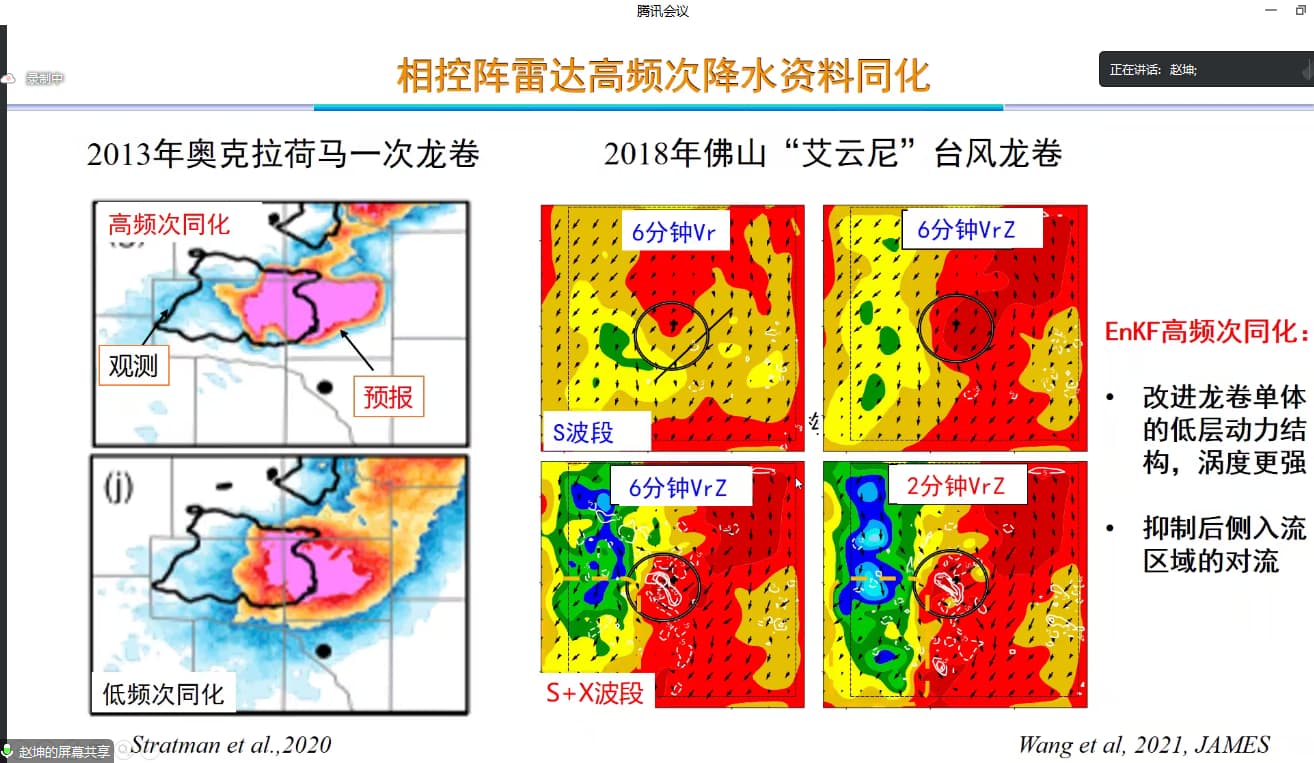 腾讯会议
录制中
相控阵雷达高频次降水资料同化
正在讲话: 赵坤;
2013年奥克拉荷马一次龙卷
2018年佛山“艾云尼”台风龙卷
高频次同化
观测
预报
(j)
低频次同化
6分钟Vr
S波段
6分钟VrZ
6分钟VrZ
S+X波段
2分钟VrZ
EnKF高频次同化：
• 改进龙卷单体
的低层动力结
构，涡度更强
• 抑制后侧入流
区域的对流
赵坤的屏幕共享
Stratman et al.,2020
Wang et al, 2021, JAMES